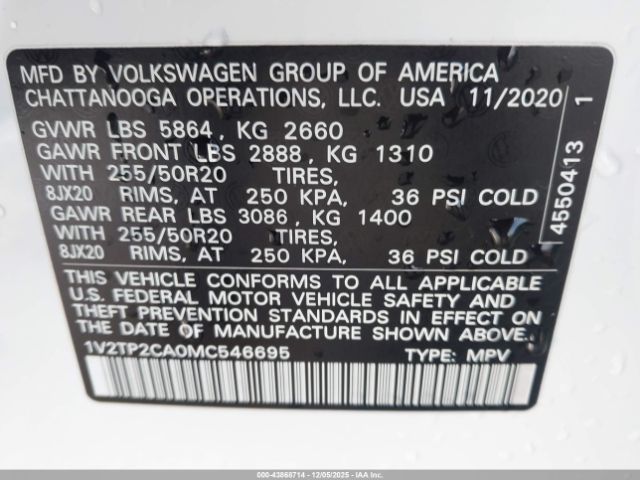 MFD BY VOLKSWAGEN GROUP OF AMERICA
CHATTANOOGA OPERATIONS, LLC. USA 11/2020
GVWR LBS 5864, KG 2660
GAWR FRONT LBS 2888, KG 1310
WITH 255/50R20 TIRES,
8JX20 RIMS, AT 250 KPA, 36 PSI COLD
GAWR REAR LBS 3086, KG 1400
WITH 255/50R20 TIRES,
8JX20 RIMS, AT 250 KPA, 36 PSI COLD
THIS VEHICLE CONFORMS TO ALL APPLICABLE
U.S. FEDERAL MOTOR VEHICLE SAFETY AND
THEFT PREVENTION STANDARDS IN EFFECT ON
THE DATE OF MANUFACTURE SHOWN ABOVE.
1V2TP2CA0MC546695 TYPE: MPV
4550413 1
000-43868714 | 12/05/2025 - IAAI